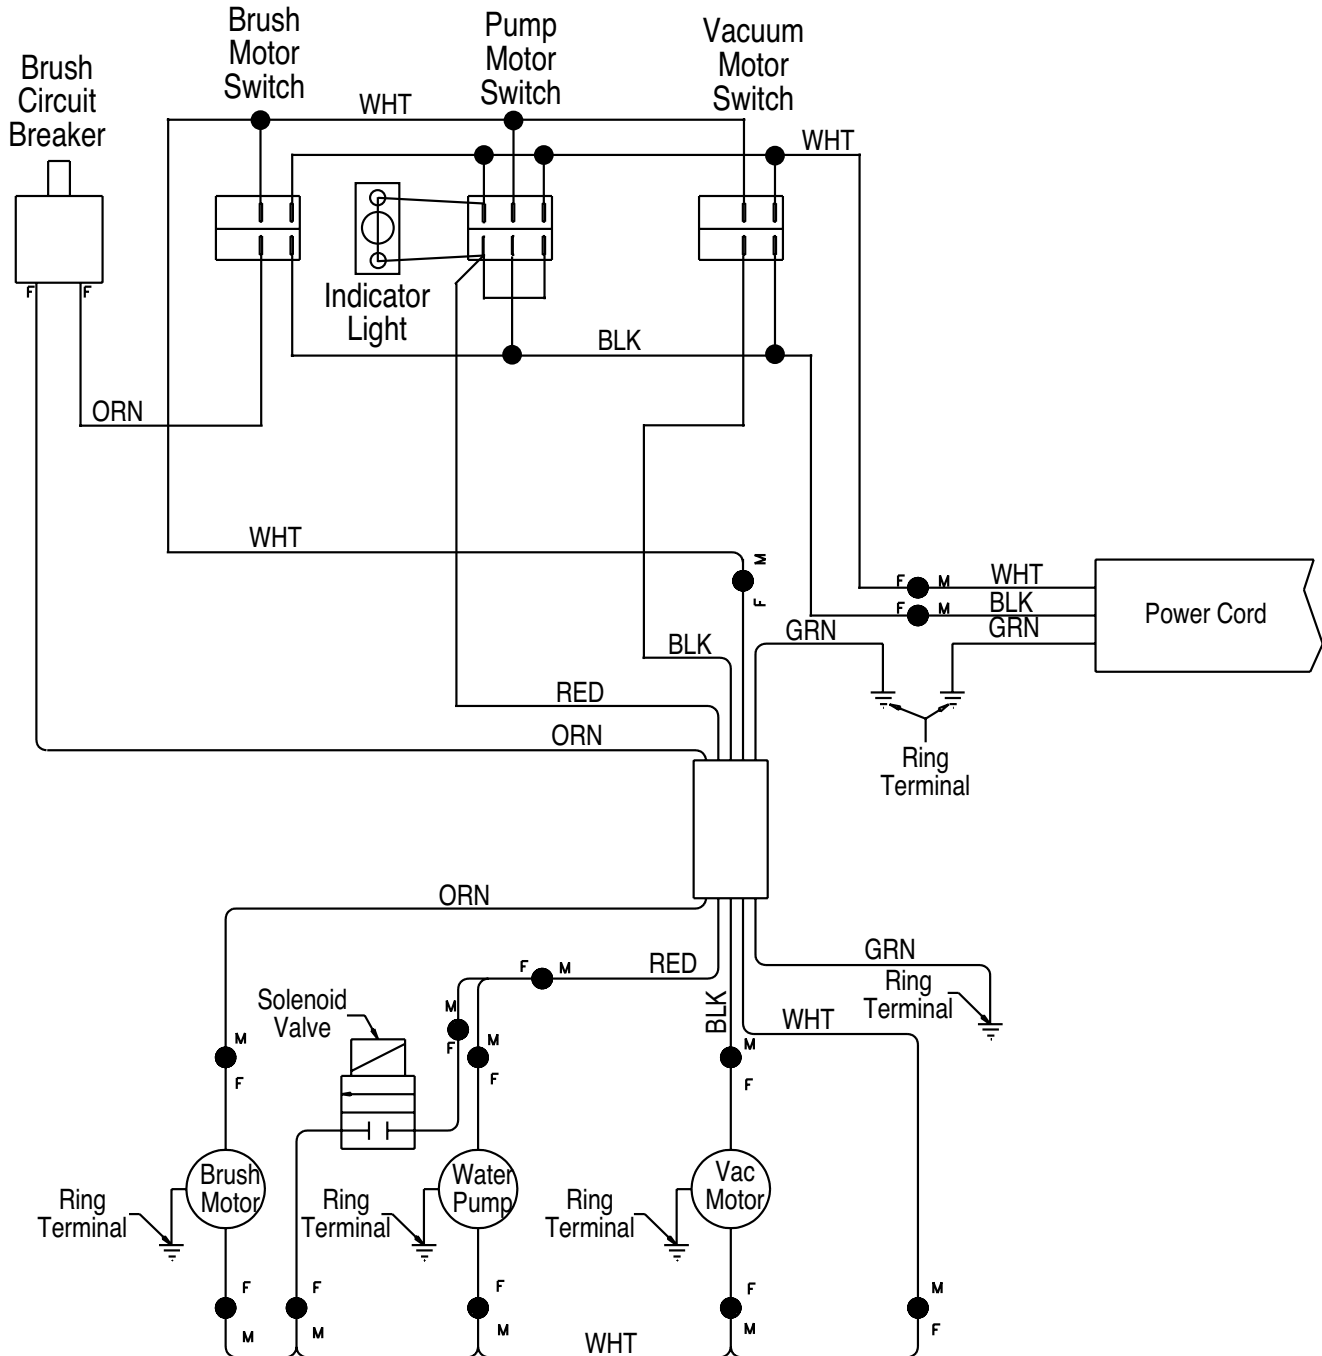 Brush
Motor
Switch
Pump
Motor
Switch
Vacuum
Motor
Switch
Brush
Circuit
Breaker
WHT
WHT
Indicator
Light
F
F
BLK
ORN
WHT
M
F
F
M
WHT
F
M
BLK
GRN
GRN
Power Cord
BLK
RED
ORN
Ring
Terminal
ORN
F
M
RED
GRN
Ring
Terminal
Solenoid
Valve
M
F
BLK
WHT
M
F
M
F
M
F
Brush
Motor
Water
Pump
Vac
Motor
Ring
Terminal
Ring
Terminal
Ring
Terminal
F
M
F
M
F
M
F
M
M
F
WHT